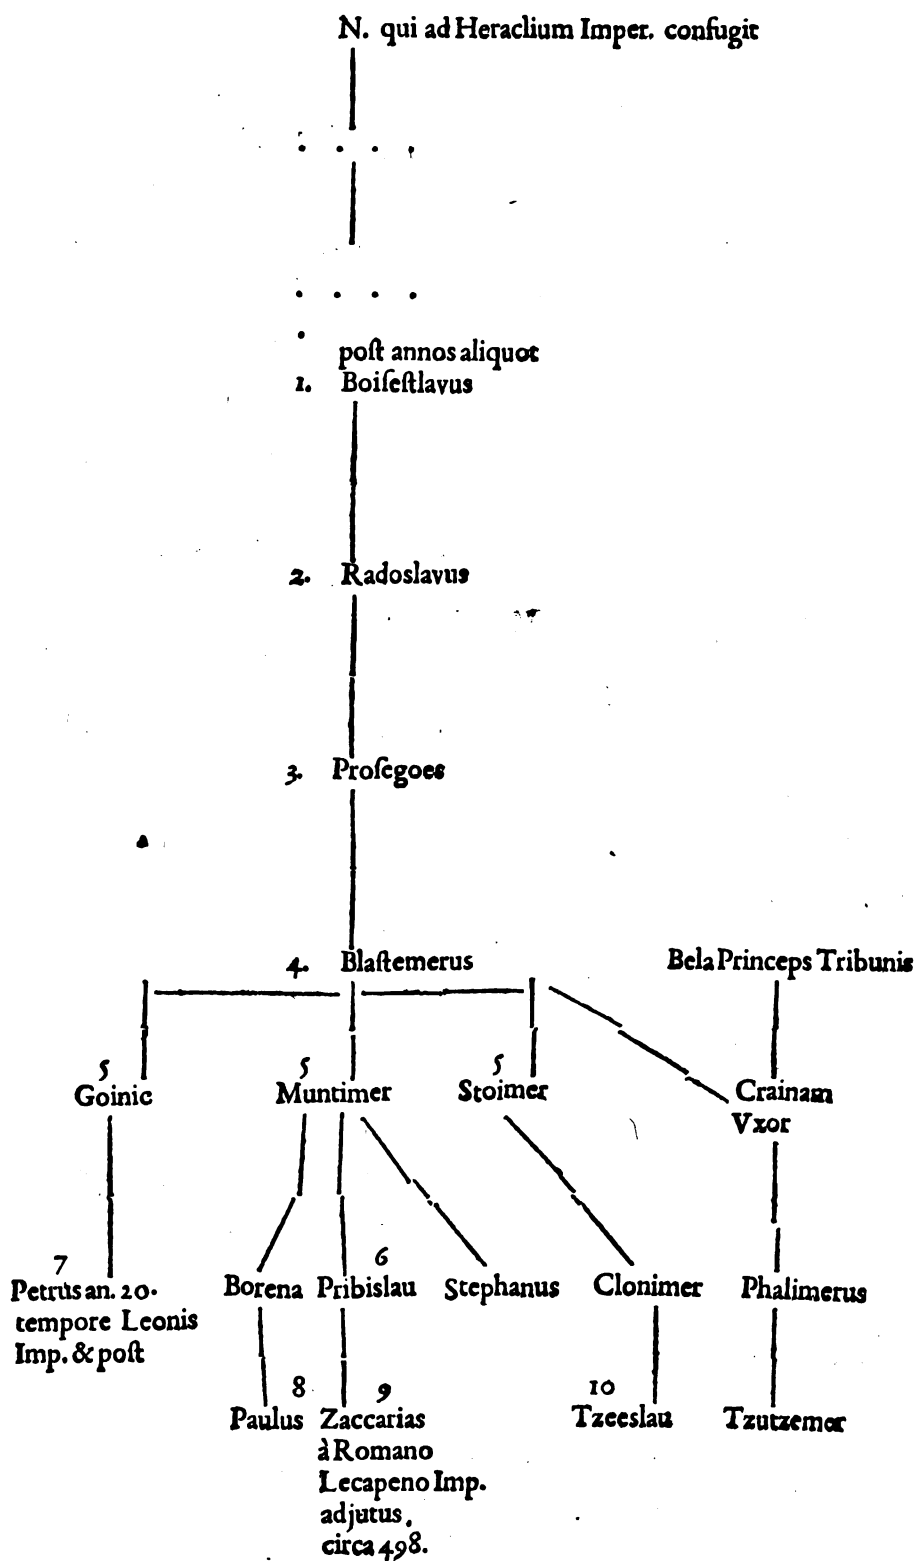 N. qui ad Heraclium Imper. confugit
. . . .
. . . .
.
poſt annos aliquot
1. Boiſeſtlavus
2. Radoslavus
3. Proſegoes
4. Blaſtemerus
Bela Princeps Tribunis
5 5 5
Goinic Muntimer Stoimer Crainam
Vxor
7 6
Petrus an. 20. Borena Pribislau Stephanus Clonimer Phalimerus
tempore Leonis
Imp. & poſt
8 9 10
Paulus Zaccarias Tzeeslau Tzutzemer
à Romano
Lecapeno Imp.
adjutus,
circa 498.